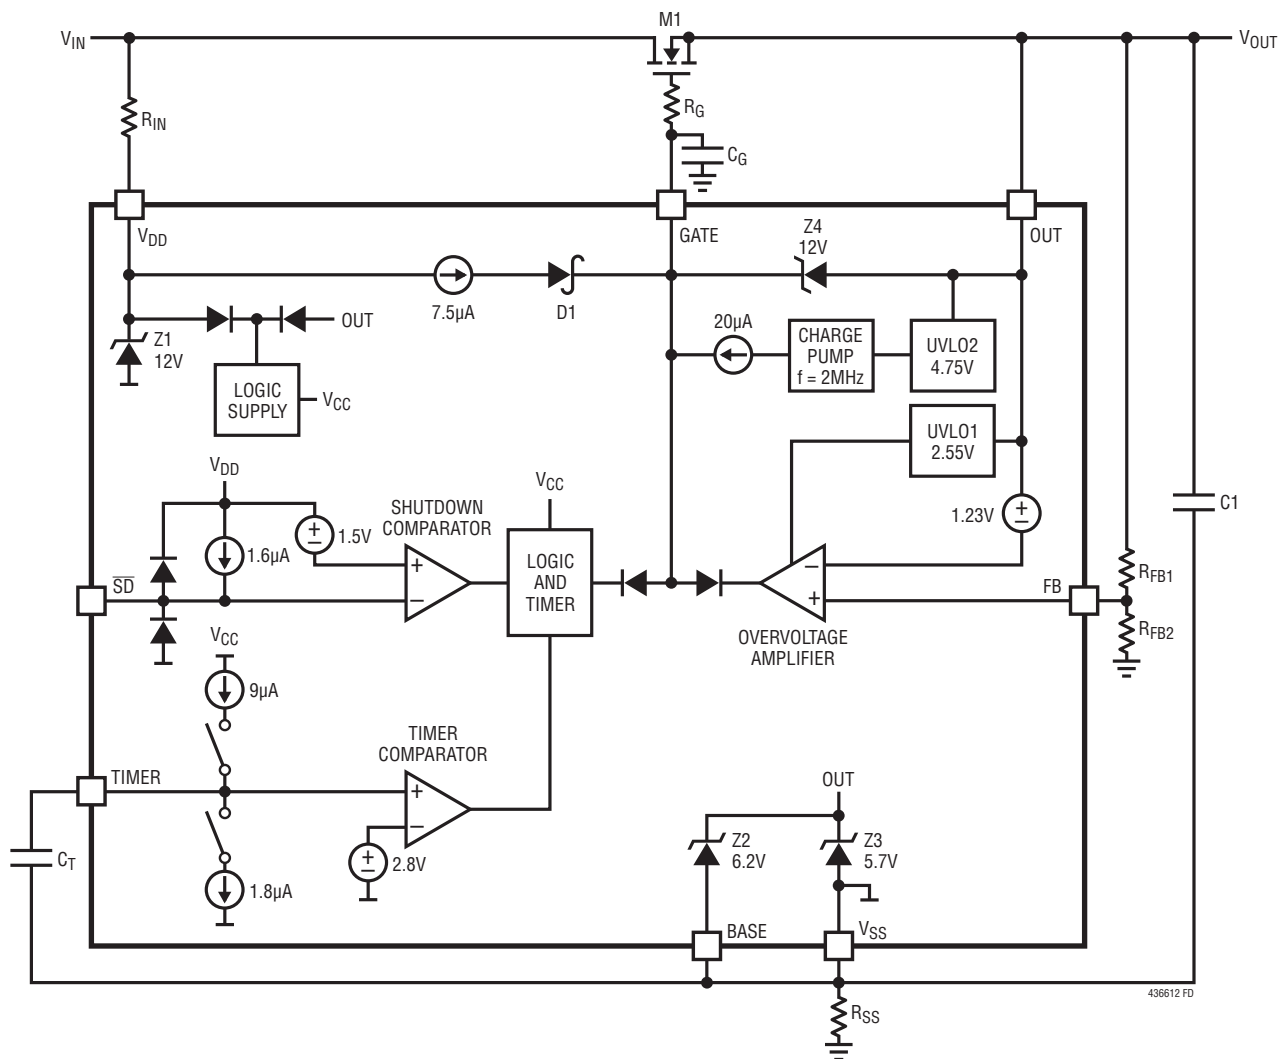 M1
VIN
VOUT
RIN
RG
CG
VDD
GATE
OUT
Z4
12V
7.5µA
D1
20µA
CHARGE
PUMP
f = 2MHz
UVLO2
4.75V
Z1
12V
OUT
LOGIC
SUPPLY
VCC
UVLO1
2.55V
VDD
SHUTDOWN
COMPARATOR
VCC
1.23V
C1
1.5V
1.6µA
+
–
+
–
LOGIC
AND
TIMER
–
+
+
–
SD
FB
RFB1
RFB2
OVERVOLTAGE
AMPLIFIER
VCC
9µA
TIMER
COMPARATOR
TIMER
OUT
+
–
+
–
2.8V
Z2
6.2V
Z3
5.7V
CT
1.8µA
BASE
VSS
436612 FD
RSS